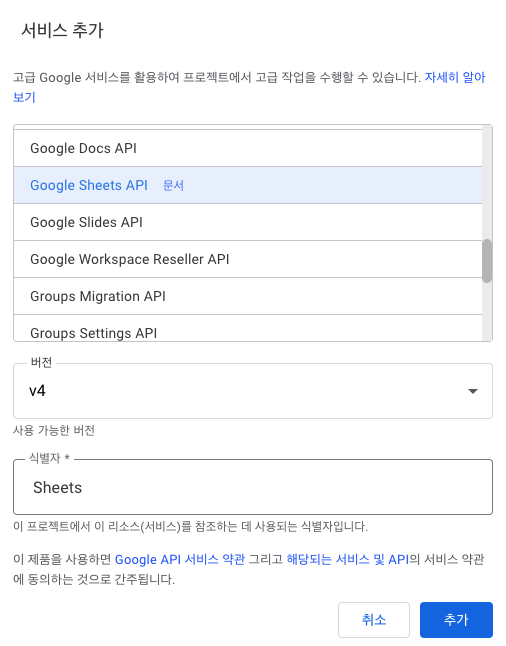 서비스 추가
고급 Google 서비스를 활용하여 프로젝트에서 고급 작업을 수행할 수 있습니다. 자세히 알아
보기
Google Docs API
Google Sheets API 문서
Google Slides API
Google Workspace Reseller API
Groups Migration API
Groups Settings API
버전
v4
사용 가능한 버전
식별자 *
Sheets
이 프로젝트에서 이 리소스(서비스)를 참조하는 데 사용되는 식별자입니다.
이 제품을 사용하면 Google API 서비스 약관 그리고 해당되는 서비스 및 API의 서비스 약관
에 동의하는 것으로 간주됩니다.
취소 추가